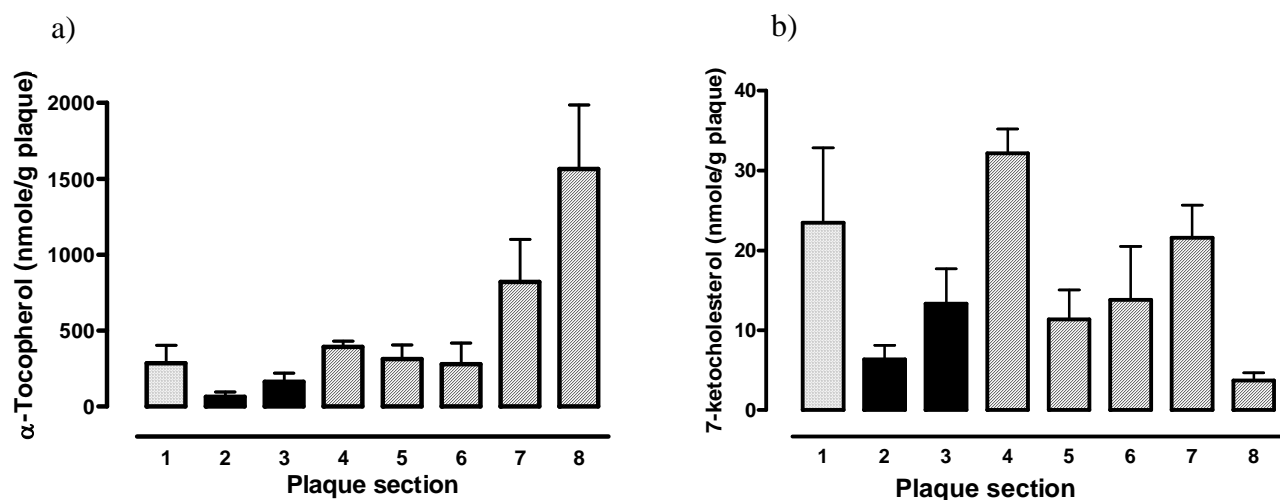 a)
α-Tocopherol (nmole/g plaque)
2000
1500
1000
500
0
1 2 3 4 5 6 7 8
Plaque section
b)
7-ketocholesterol (nmole/g plaque)
40
30
20
10
0
1 2 3 4 5 6 7 8
Plaque section